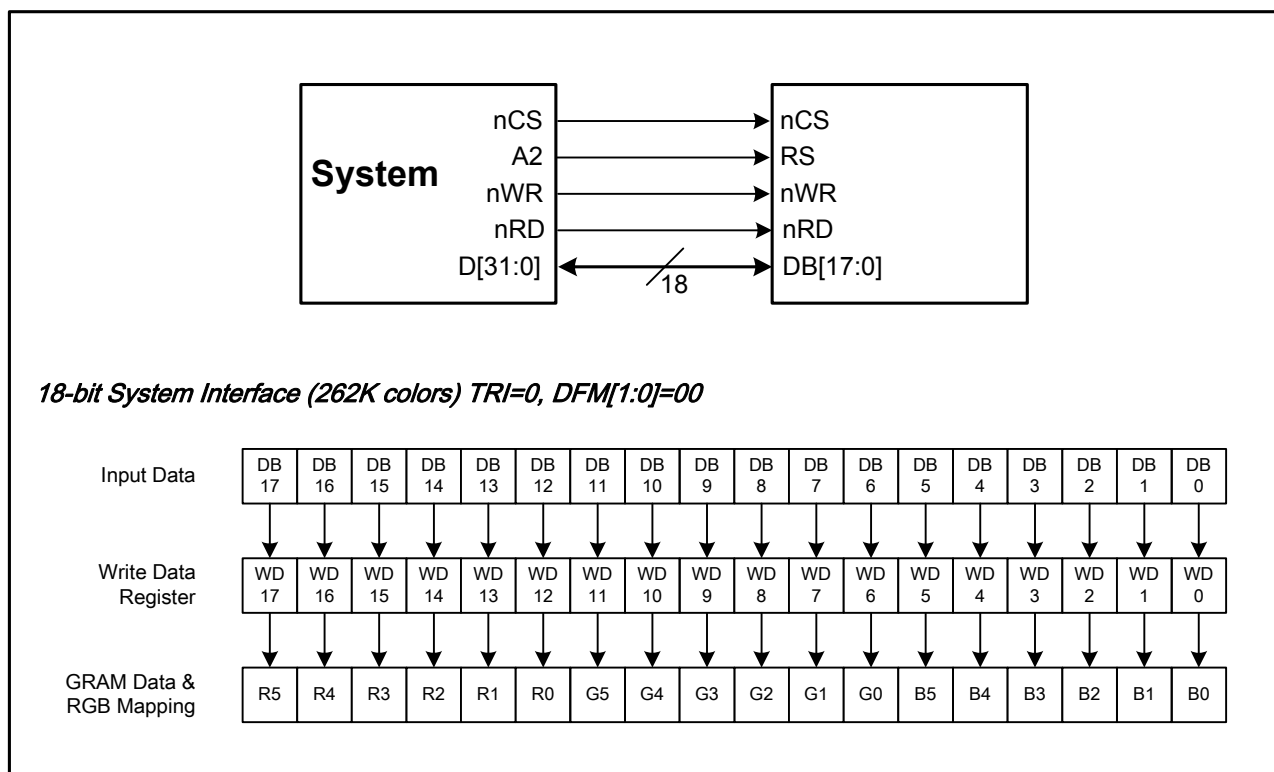 System
nCS
A2
nWR
nRD
D[31:0]
18
nCS
RS
nWR
nRD
DB[17:0]
18-bit System Interface (262K colors) TRI=0, DFM[1:0]=00
Input Data
DB 17 DB 16 DB 15 DB 14 DB 13 DB 12 DB 11 DB 10 DB 9 DB 8 DB 7 DB 6 DB 5 DB 4 DB 3 DB 2 DB 1 DB 0
Write Data
Register
WD 17 WD 16 WD 15 WD 14 WD 13 WD 12 WD 11 WD 10 WD 9 WD 8 WD 7 WD 6 WD 5 WD 4 WD 3 WD 2 WD 1 WD 0
GRAM Data &
RGB Mapping
R5 R4 R3 R2 R1 R0 G5 G4 G3 G2 G1 G0 B5 B4 B3 B2 B1 B0